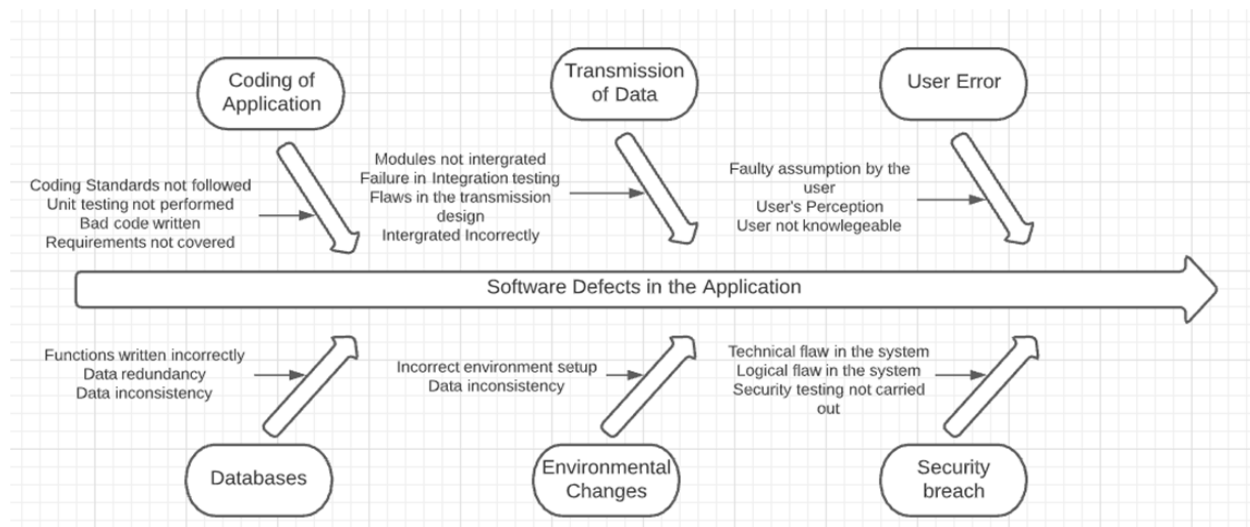 Coding of
Application
Transmission
of Data
User Error
Coding Standards not followed
Unit testing not performed
Bad code written
Requirements not covered
Modules not intergrated
Failure in Integration testing
Flaws in the transmission
design
Intergrated Incorrectly
Faulty assumption by the
user
User's Perception
User not knowlegeable
Software Defects in the Application
Functions written incorrectly
Data redundancy
Data inconsistency
Incorrect environment setup
Data inconsistency
Technical flaw in the system
Logical flaw in the system
Security testing not carried
out
Databases
Environmental
Changes
Security
breach